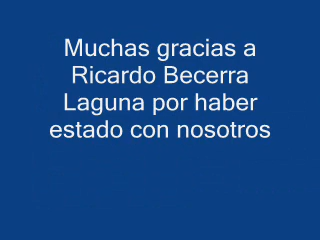 Muchas gracias a
Ricardo Becerra
Laguna por haber
estado con nosotros